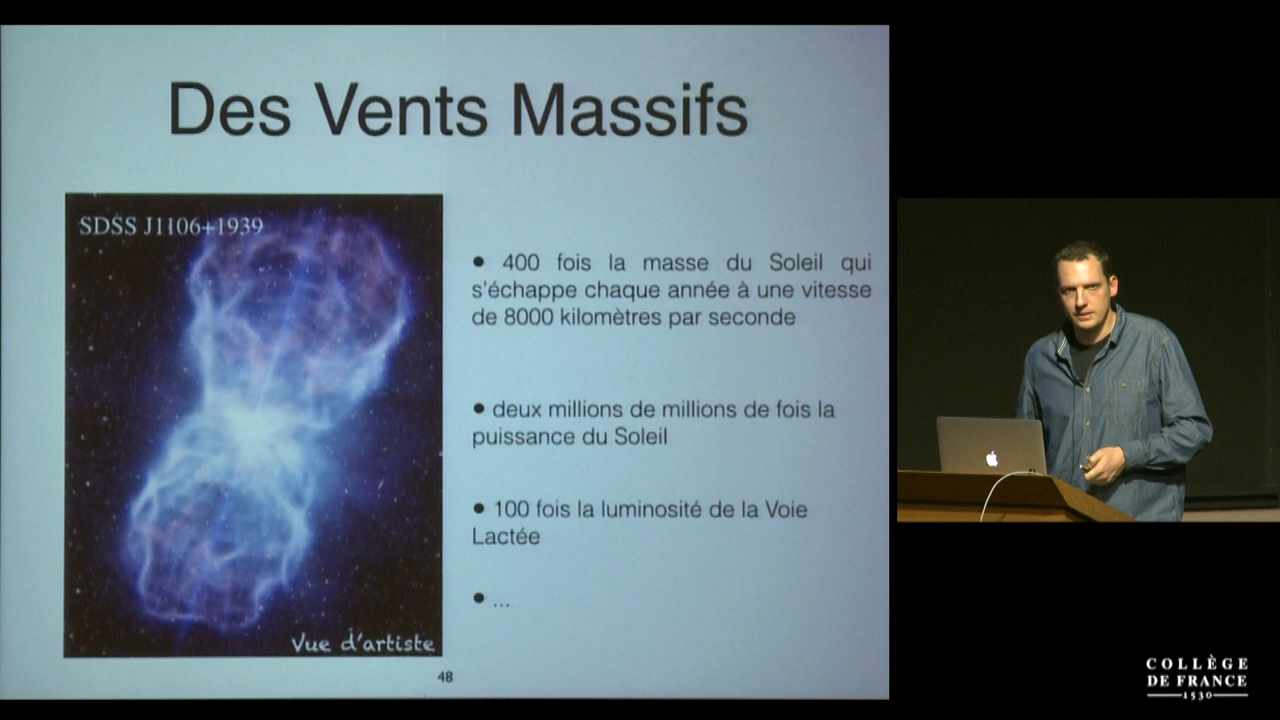 Des Vents Massifs
SDSS J1106+1939
● 400 fois la masse du Soleil qui
s'échappe chaque année à une vitesse
de 8000 kilomètres par seconde
● deux millions de millions de fois la
puissance du Soleil
● 100 fois la luminosité de la Voie
Lactée
● ...
Vue d'artiste
48
COLLÈGE
DE FRANCE
1530